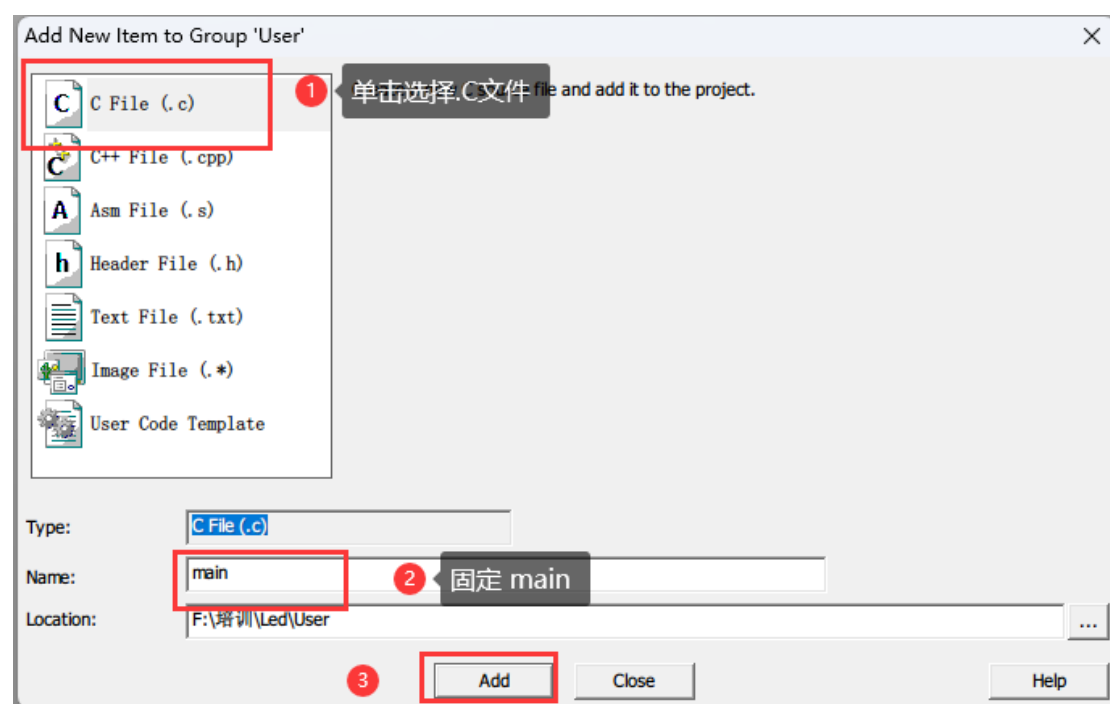 Add New Item to Group 'User'
C File (.c)
1
单击选择.C文件
file and add it to the project.
C++ File (.cpp)
Asm File (.s)
Header File (.h)
Text File (.txt)
Image File (.*)
User Code Template
Type:
C File (.c)
Name:
main
2
固定 main
Location:
F:\培训\Led\User
...
3
Add
Close
Help